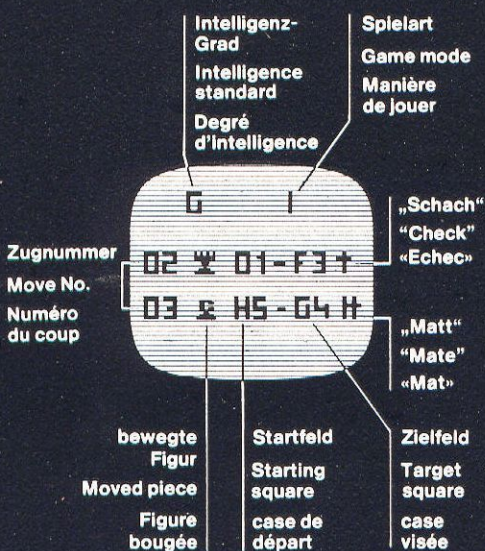 Intelligenz-
Grad
Intelligence
standard
Degré
d'intelligence
Spielart
Game mode
Manière
de jouer
G I
02 D1-F3 †
03 H5-G4
„Schach“
“Check”
«Echec»
Zugnummer
Move No.
Numéro
du coup
„Matt“
“Mate”
«Mat»
bewegte
Figur
Moved piece
Figure
bougée
Startfeld
Starting
square
case de
départ
Zielfeld
Target
square
case
visée